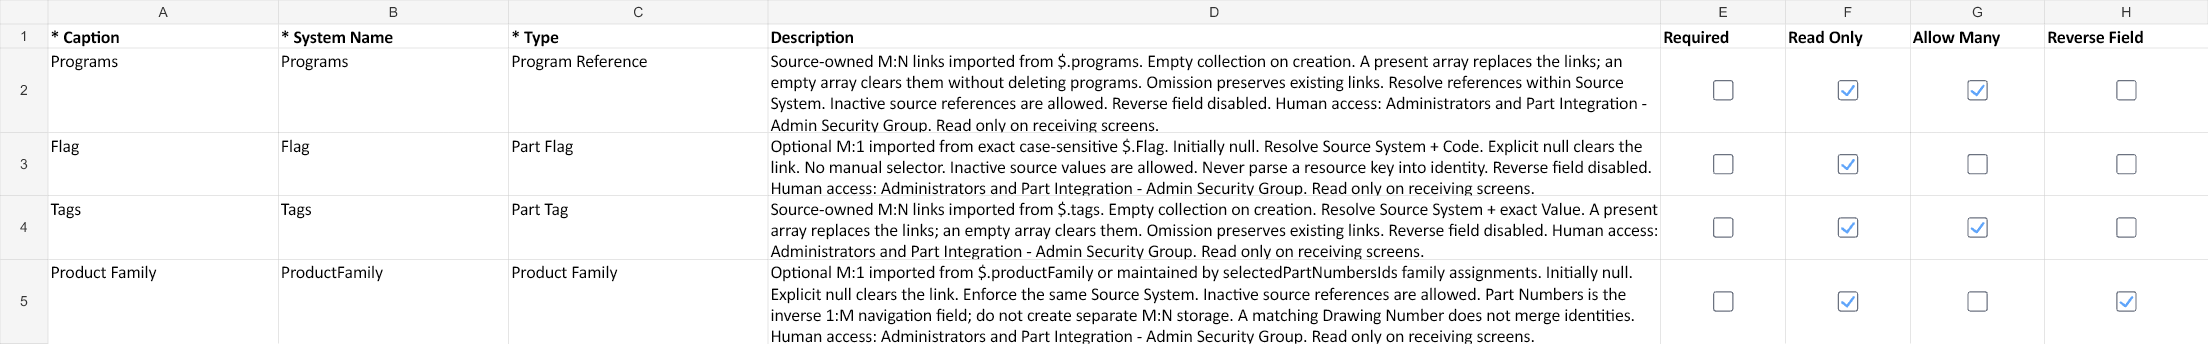 A B C D E F G H
1 * Caption * System Name * Type Description Required Read Only Allow Many Reverse Field
2 Programs Programs Program Reference Source-owned M:N links imported from $.programs. Empty collection on creation. A present array replaces the links; an
empty array clears them without deleting programs. Omission preserves existing links. Resolve references within Source
System. Inactive source references are allowed. Reverse field disabled. Human access: Administrators and Part Integration -
Admin Security Group. Read only on receiving screens.
3 Flag Flag Part Flag Optional M:1 imported from exact case-sensitive $.Flag. Initially null. Resolve Source System + Code. Explicit null clears the
link. No manual selector. Inactive source values are allowed. Never parse a resource key into identity. Reverse field disabled.
Human access: Administrators and Part Integration - Admin Security Group. Read only on receiving screens.
4 Tags Tags Part Tag Source-owned M:N links imported from $.tags. Empty collection on creation. Resolve Source System + exact Value. A present
array replaces the links; an empty array clears them. Omission preserves existing links. Reverse field disabled. Human access:
Administrators and Part Integration - Admin Security Group. Read only on receiving screens.
5 Product Family ProductFamily Product Family Optional M:1 imported from $.productFamily or maintained by selectedPartNumbersIds family assignments. Initially null.
Explicit null clears the link. Enforce the same Source System. Inactive source references are allowed. Part Numbers is the
inverse 1:M navigation field; do not create separate M:N storage. A matching Drawing Number does not merge identities.
Human access: Administrators and Part Integration - Admin Security Group. Read only on receiving screens.